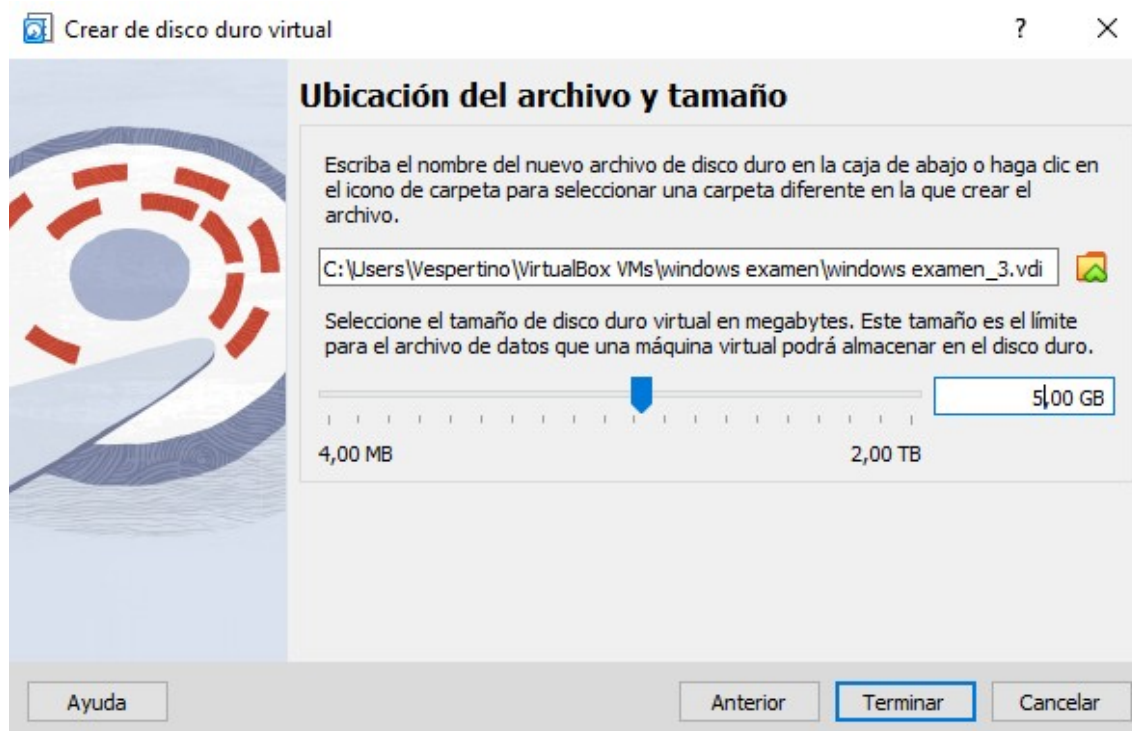 Crear de disco duro virtual
?
Ubicación del archivo y tamaño
Escriba el nombre del nuevo archivo de disco duro en la caja de abajo o haga clic en
el icono de carpeta para seleccionar una carpeta diferente en la que crear el
archivo.
C:\Users\Vespertino\VirtualBox VMs\windows examen\windows examen_3.vdi
Seleccione el tamaño de disco duro virtual en megabytes. Este tamaño es el límite
para el archivo de datos que una máquina virtual podrá almacenar en el disco duro.
5,00 GB
4,00 MB 2,00 TB
Ayuda Anterior Terminar Cancelar